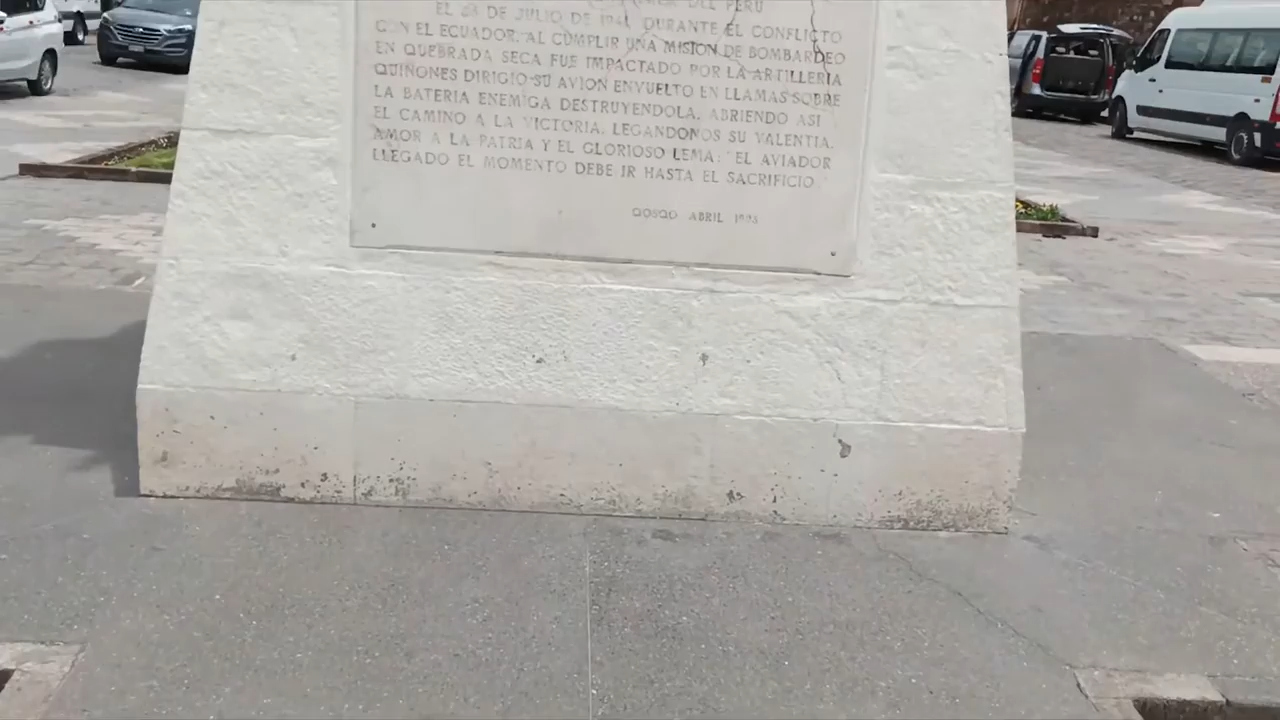 DEL PERU
EL 23 DE JULIO DE 1941, DURANTE EL CONFLICTO
CON EL ECUADOR, AL CUMPLIR UNA MISION DE BOMBARDEO
EN QUEBRADA SECA FUE IMPACTADO POR LA ARTILLERIA
QUIÑONES DIRIGIO SU AVION ENVUELTO EN LLAMAS SOBRE
LA BATERIA ENEMIGA DESTRUYENDOLA, ABRIENDO ASI
EL CAMINO A LA VICTORIA, LEGANDONOS SU VALENTIA,
AMOR A LA PATRIA Y EL GLORIOSO LEMA: "EL AVIADOR
LLEGADO EL MOMENTO DEBE IR HASTA EL SACRIFICIO"
QOSQO ABRIL